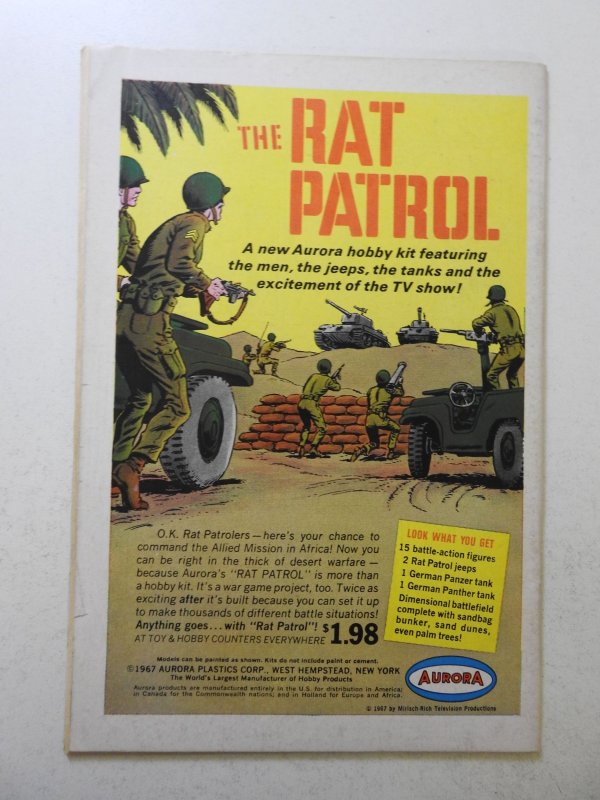 THE RAT
PATROL
A new Aurora hobby kit featuring
the men, the jeeps, the tanks and the
excitement of the TV show!
O.K. Rat Patrolers—here's your chance to
command the Allied Mission in Africa! Now you
can be right in the thick of desert warfare—
because Aurora's "RAT PATROL" is more than
a hobby kit. It's a war game project, too. Twice as
exciting after it's built because you can set it up
to make thousands of different battle situations!
Anything goes...with "Rat Patrol"! $1.98
AT TOY & HOBBY COUNTERS EVERYWHERE
LOOK WHAT YOU GET
15 battle-action figures
2 Rat Patrol jeeps
1 German Panzer tank
1 German Panther tank
Dimensional battlefield
complete with sandbag
bunker, sand dunes,
even palm trees!
Models can be painted as shown. Kits do not include paint or cement.
©1967 AURORA PLASTICS CORP., WEST HEMPSTEAD, NEW YORK
The World's Largest Manufacturer of Hobby Products
Aurora products are manufactured entirely in the U.S. for distribution in America;
in Canada for the Commonwealth nations; and in Holland for Europe and Africa.
AURORA
© 1967 by Mirisch-Rich Television Productions